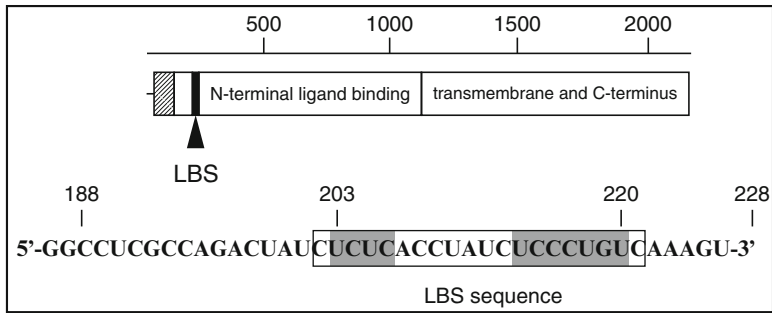 500 1000 1500 2000
N-terminal ligand binding transmembrane and C-terminus
LBS
188 203 220 228
5’-GGCCUCGCCAGACUAUCUCUCACCUAUCUCCCUGUCAAAGU-3’
LBS sequence